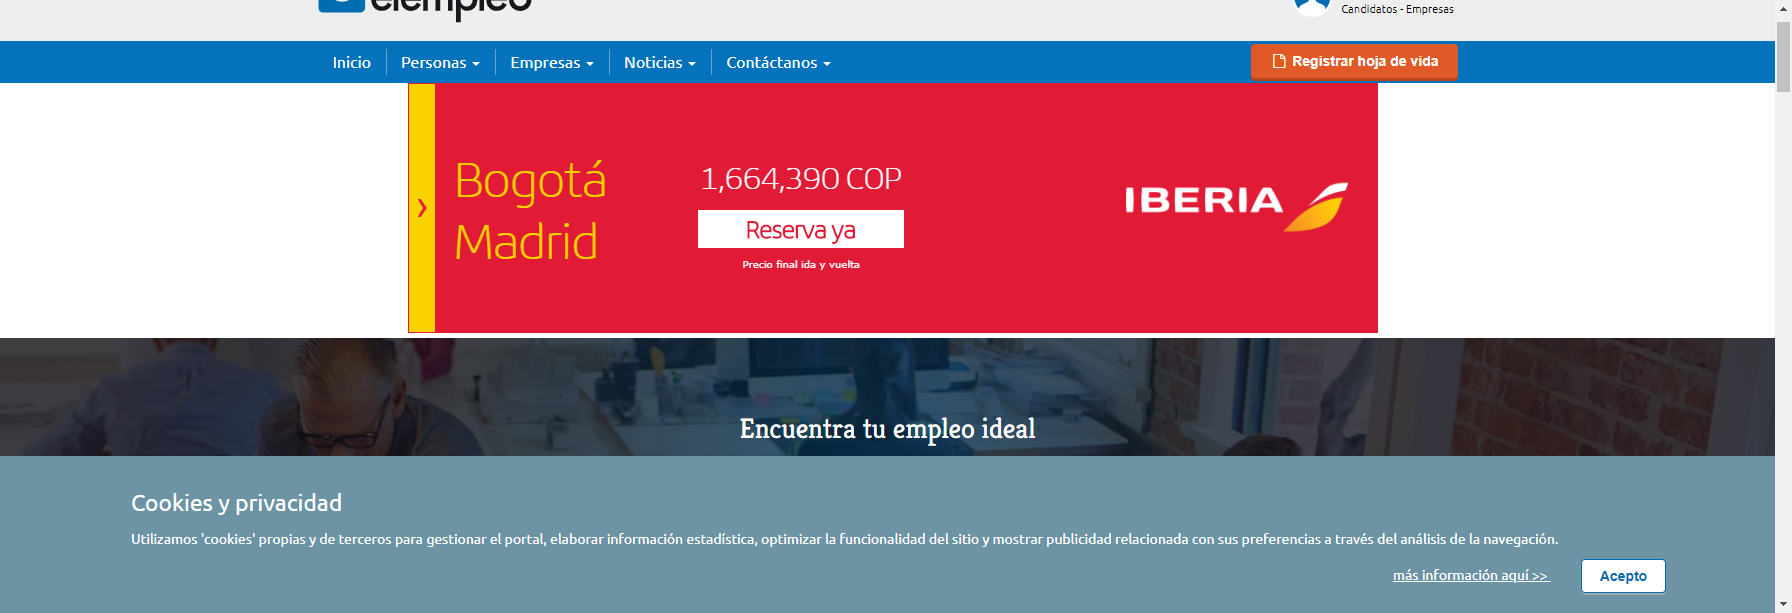 elempleo
Candidatos - Empresas
Inicio
Personas
Empresas
Noticias
Contáctanos
Registrar hoja de vida
Bogotá
Madrid
1,664,390 COP
Reserva ya
Precio final ida y vuelta
IBERIA
Encuentra tu empleo ideal
Cookies y privacidad
Utilizamos 'cookies' propias y de terceros para gestionar el portal, elaborar información estadística, optimizar la funcionalidad del sitio y mostrar publicidad relacionada con sus preferencias a través del análisis de la navegación.
más información aquí >>
Acepto